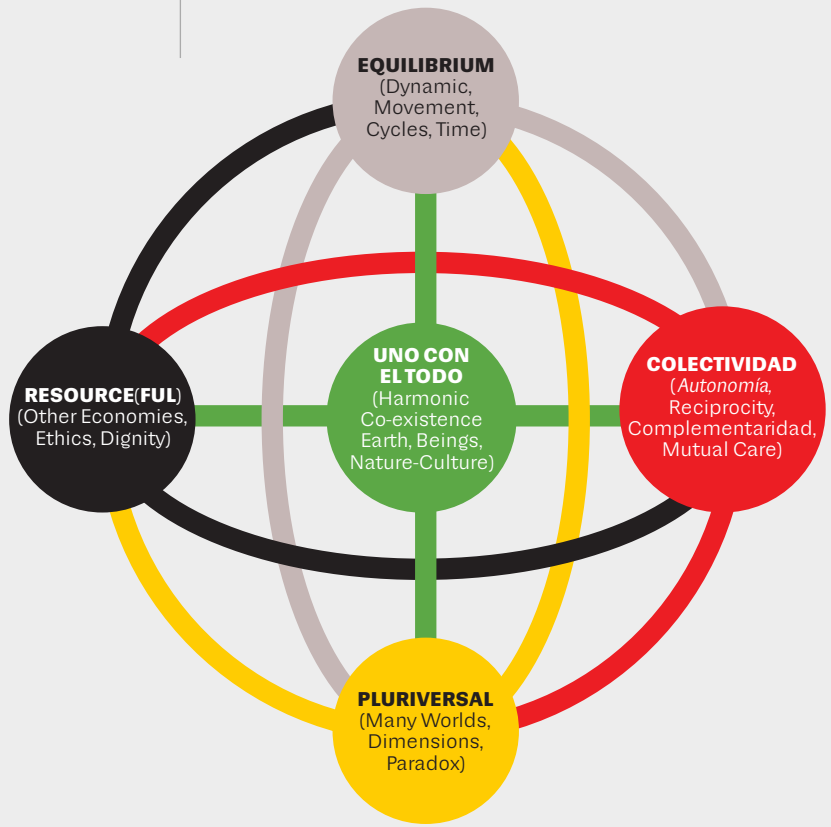 EQUILIBRIUM
(Dynamic,
Movement,
Cycles, Time)
UNO CON
EL TODO
(Harmonic
Co-existence
Earth, Beings,
Nature-Culture)
RESOURCE(FUL)
(Other Economies,
Ethics, Dignity)
COLECTIVIDAD
(Autonomía,
Reciprocity,
Complementaridad,
Mutual Care)
PLURIVERSAL
(Many Worlds,
Dimensions,
Paradox)